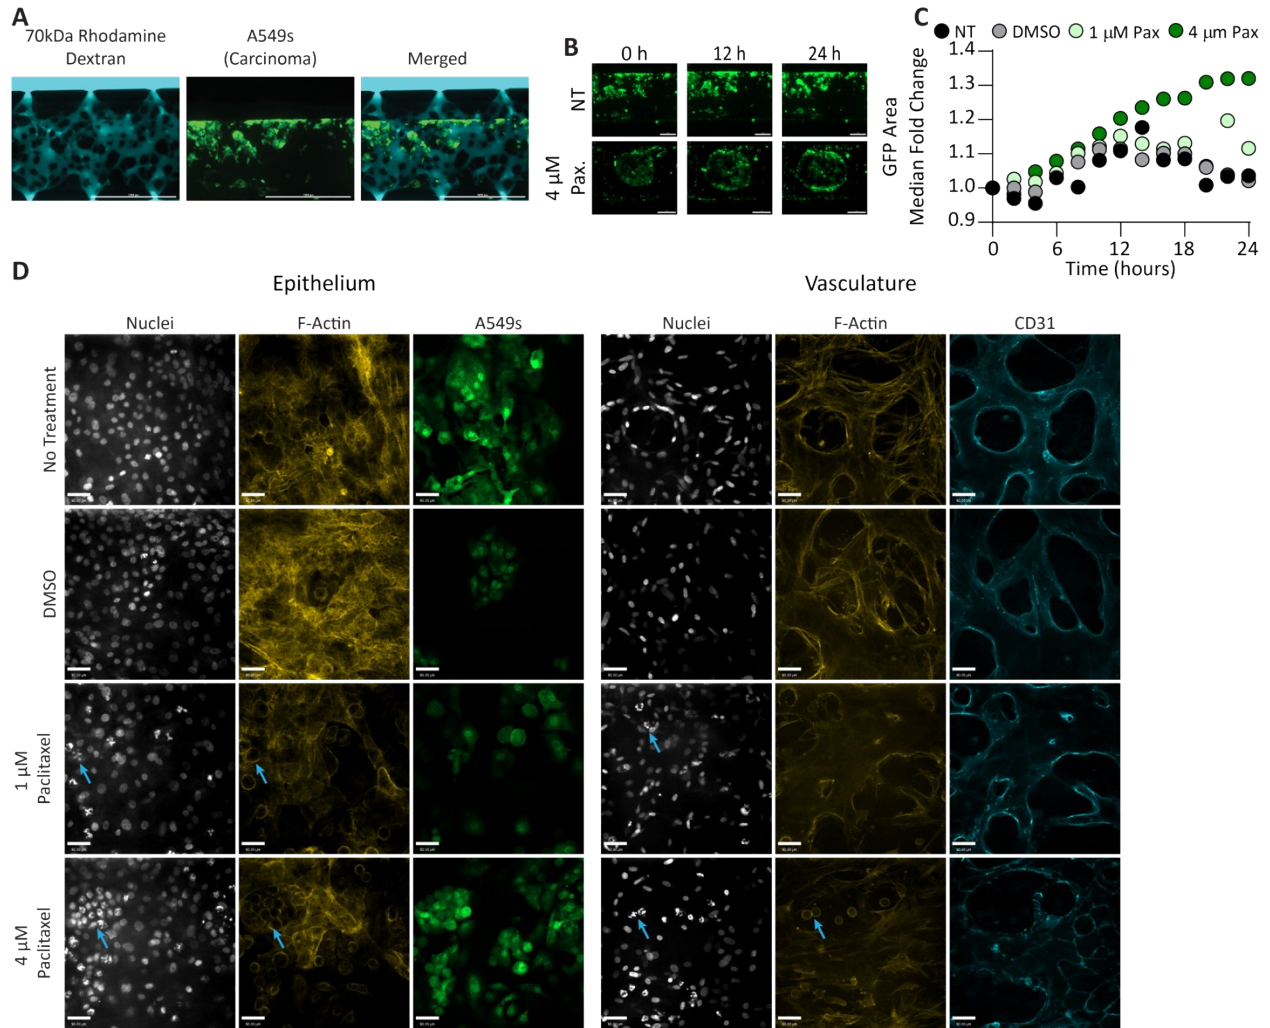 A
70kDa Rhodamine
Dextran
A549s
(Carcinoma)
Merged
B
0 h
12 h
24 h
NT
4 µM
Pax.
C
NT
DMSO
1 µM Pax
4 µm Pax
GFP Area
Median Fold Change
1.4
1.3
1.2
1.1
1.0
0.9
0
6
12
18
24
Time (hours)
D
Epithelium
Vasculature
Nuclei
F-Actin
A549s
Nuclei
F-Actin
CD31
No Treatment
DMSO
1 µM
Paclitaxel
4 µM
Paclitaxel